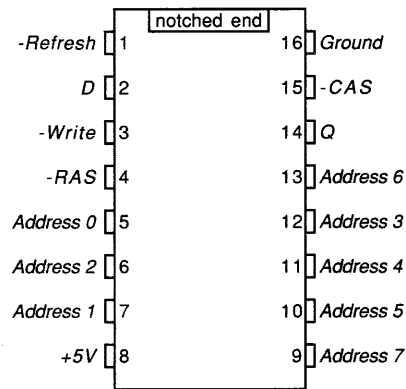 notched end
-Refresh 1 16 Ground
D 2 15 -CAS
-Write 3 14 Q
-RAS 4 13 Address 6
Address 0 5 12 Address 3
Address 2 6 11 Address 4
Address 1 7 10 Address 5
+5V 8 9 Address 7